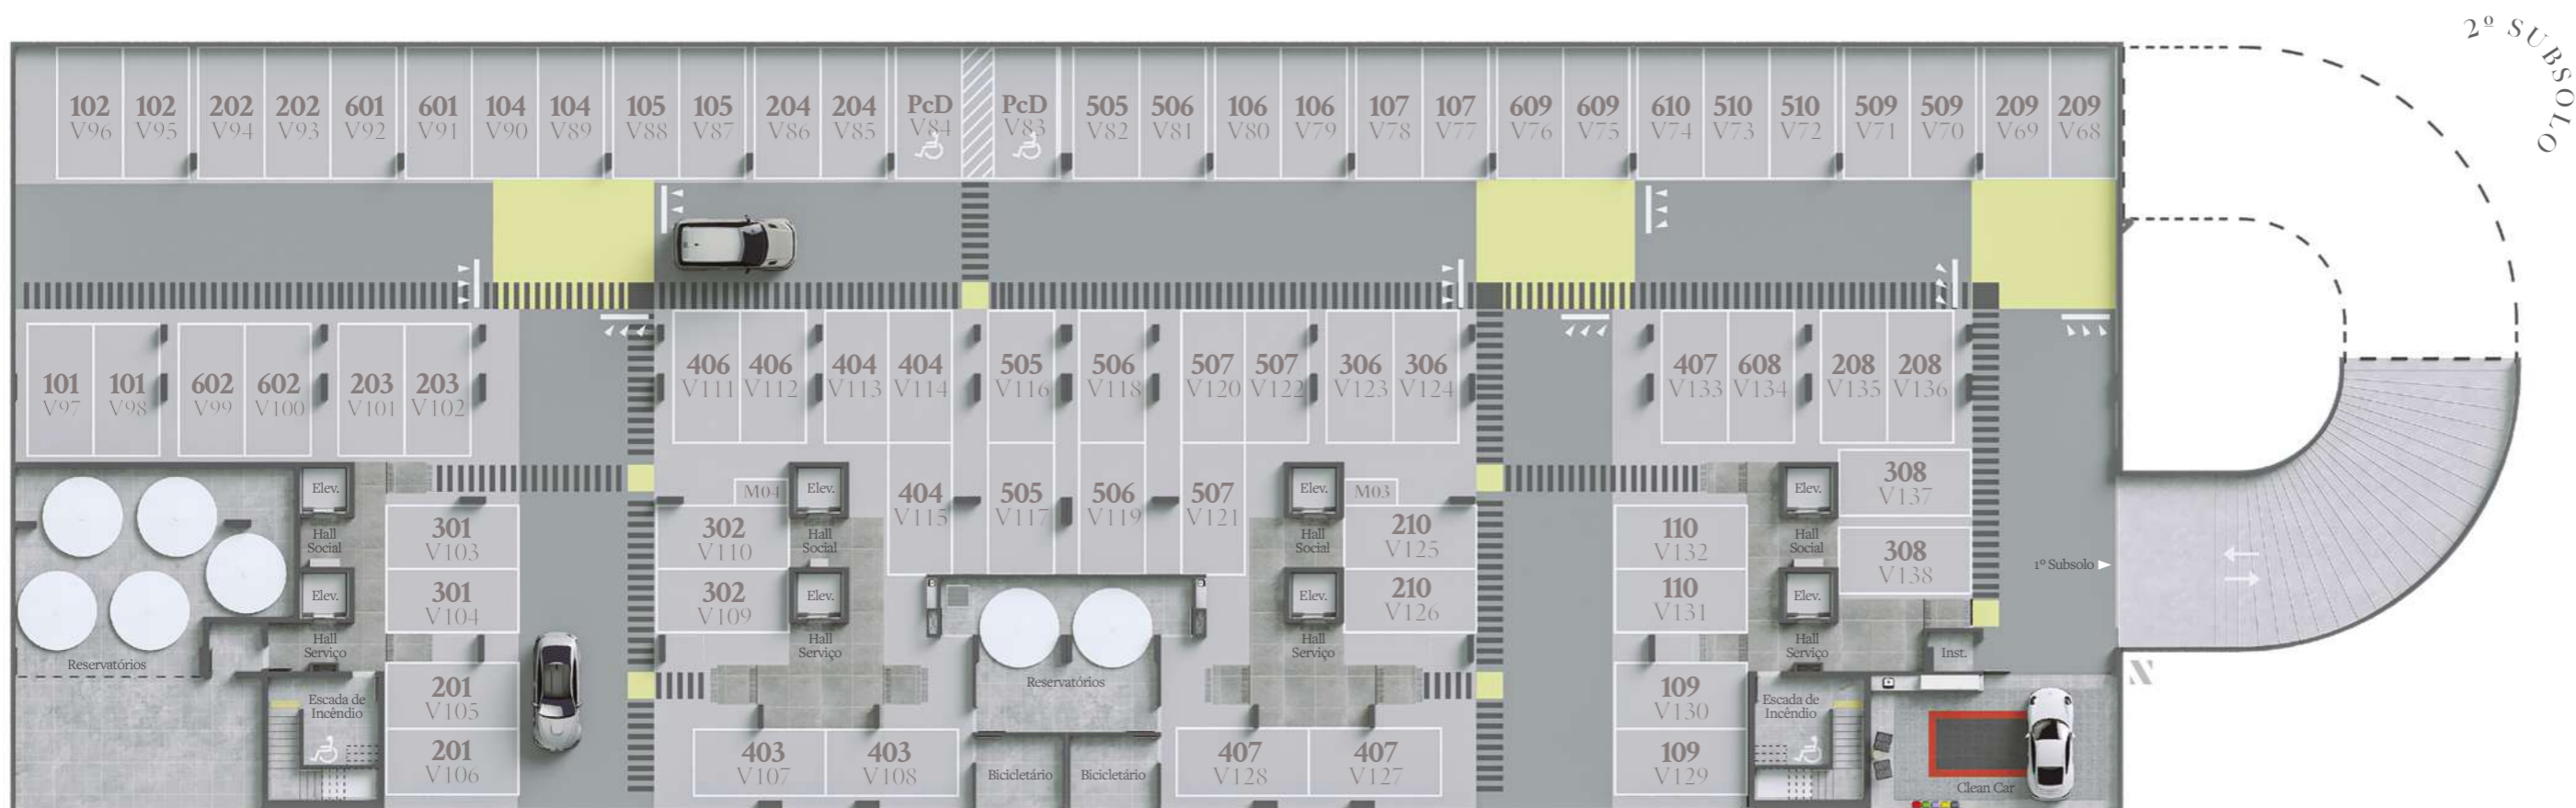 2º SUBSOLO
102 102 202 202 601 601 104 104 105 105 204 204 PcD PcD 505 506 106 106 107 107 609 609 610 510 510 509 509 209 209
V96 V95 V94 V93 V92 V91 V90 V89 V88 V87 V86 V85 V84 V83 V82 V81 V80 V79 V78 V77 V76 V75 V74 V73 V72 V71 V70 V69 V68
406 406 404 404 505 506 507 507 306 306 407 608 208 208
V111 V112 V113 V114 V116 V118 V120 V122 V123 V124 V133 V134 V135 V136
101 101 602 602 203 203
V97 V98 V99 V100 V101 V102
308
V137
Elev. M04 Elev. 404 505 506 507 Elev. M03 Elev.
V115 V117 V119 V121
301 302 210 110
V103 V110 V125 V132
Hall Social
Hall Social
Hall Social
Hall Social
308
V138
1º Subsolo
301 302 210 110
V104 V109 V126 V131
Elev. Elev. Elev. Elev.
Hall Serviço
Hall Serviço
Hall Serviço
Hall Serviço
Inst.
Reservatórios
Reservatórios
N
201 109
V105 V130
Escada de
Incêndio
Escada de
Incêndio
201 403 403 407 407 109
V106 V107 V108 V128 V127 V129
Bicicletário Bicicletário
Clean Car